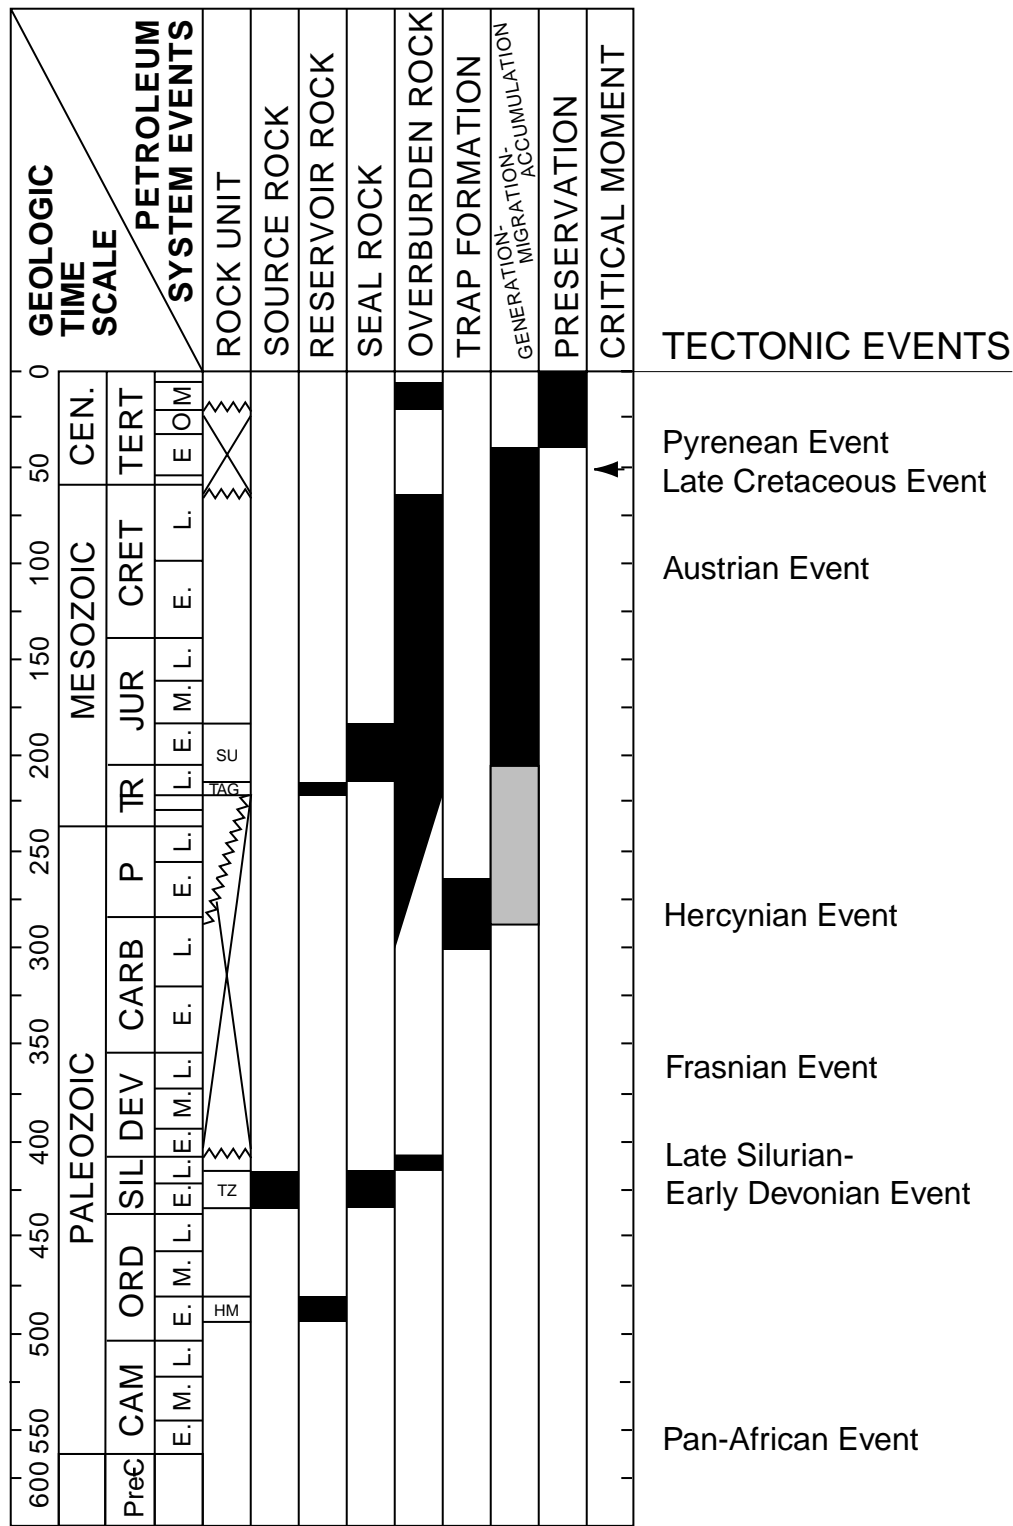 GEOLOGIC
TIME
SCALE
PETROLEUM
SYSTEM EVENTS
ROCK UNIT
SOURCE ROCK
RESERVOIR ROCK
SEAL ROCK
OVERBURDEN ROCK
TRAP FORMATION
GENERATION-
MIGRATION-
ACCUMULATION
PRESERVATION
CRITICAL MOMENT
TECTONIC EVENTS
0
50
100
150
200
250
300
350
400
450
500
550
600
CEN.
MESOZOIC
PALEOZOIC
TERT
CRET
JUR
TR
P
CARB
DEV
SIL
ORD
CAM
Pre€
M
O
E
L.
E.
L.
M.
E.
L.
L.
E.
L.
E.
L.
M.
E.
L.
E.
L.
M.
E.
L.
M.
E.
SU
TAG
TZ
HM
Pyrenean Event
Late Cretaceous Event
Austrian Event
Hercynian Event
Frasnian Event
Late Silurian-
Early Devonian Event
Pan-African Event